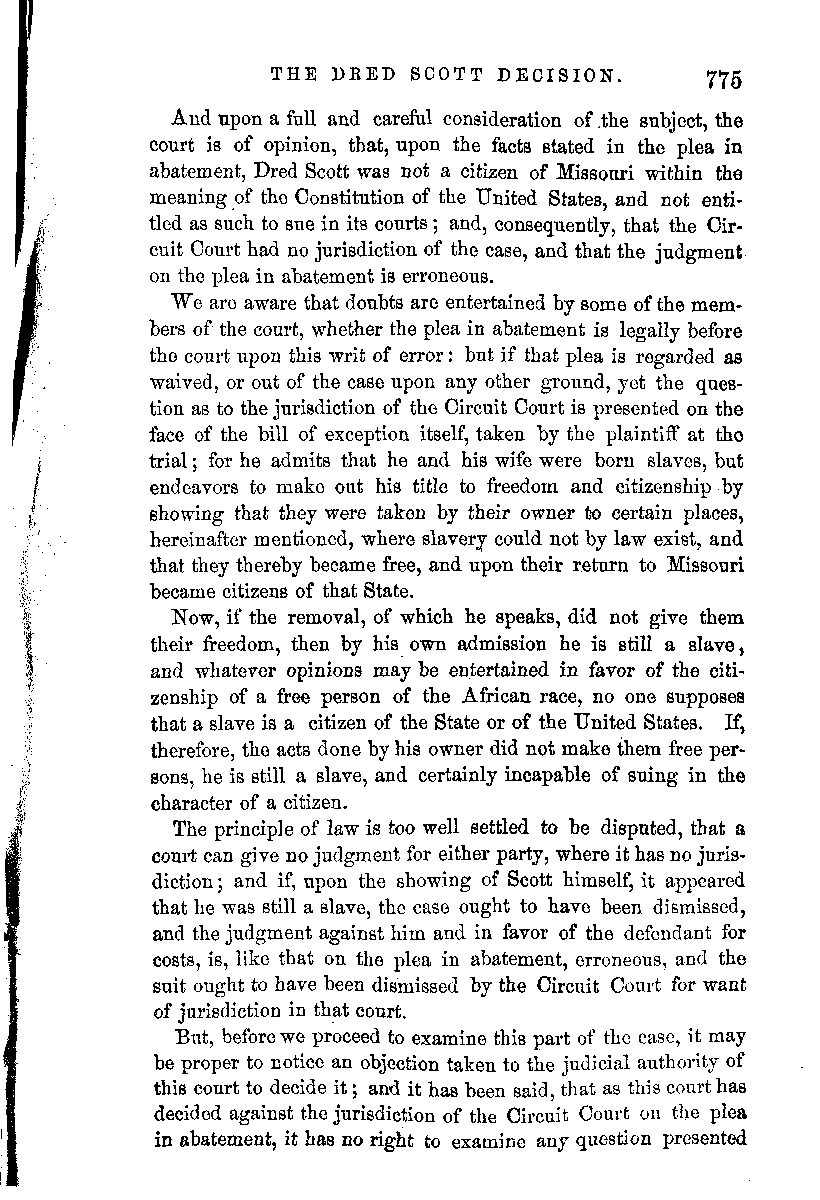 THE DRED SCOTT DECISION. 775
And upon a full and careful consideration of the subject, the
court is of opinion, that, upon the facts stated in the plea in
abatement, Dred Scott was not a citizen of Missouri within the
meaning of the Constitution of the United States, and not enti-
tled as such to sue in its courts; and, consequently, that the Cir-
cuit Court had no jurisdiction of the case, and that the judgment
on the plea in abatement is erroneous.
We are aware that doubts are entertained by some of the mem-
bers of the court, whether the plea in abatement is legally before
the court upon this writ of error: but if that plea is regarded as
waived, or out of the case upon any other ground, yet the ques-
tion as to the jurisdiction of the Circuit Court is presented on the
face of the bill of exception itself, taken by the plaintiff at the
trial; for he admits that he and his wife were born slaves, but
endeavors to make out his title to freedom and citizenship by
showing that they were taken by their owner to certain places,
hereinafter mentioned, where slavery could not by law exist, and
that they thereby became free, and upon their return to Missouri
became citizens of that State.
Now, if the removal, of which he speaks, did not give them
their freedom, then by his own admission he is still a slave,
and whatever opinions may be entertained in favor of the citi-
zenship of a free person of the African race, no one supposes
that a slave is a citizen of the State or of the United States. If,
therefore, the acts done by his owner did not make them free per-
sons, he is still a slave, and certainly incapable of suing in the
character of a citizen.
The principle of law is too well settled to be disputed, that a
court can give no judgment for either party, where it has no juris-
diction; and if, upon the showing of Scott himself, it appeared
that he was still a slave, the case ought to have been dismissed,
and the judgment against him and in favor of the defendant for
costs, is, like that on the plea in abatement, erroneous, and the
suit ought to have been dismissed by the Circuit Court for want
of jurisdiction in that court.
But, before we proceed to examine this part of the case, it may
be proper to notice an objection taken to the judicial authority of
this court to decide it; and it has been said, that as this court has
decided against the jurisdiction of the Circuit Court on the plea
in abatement, it has no right to examine any question presented